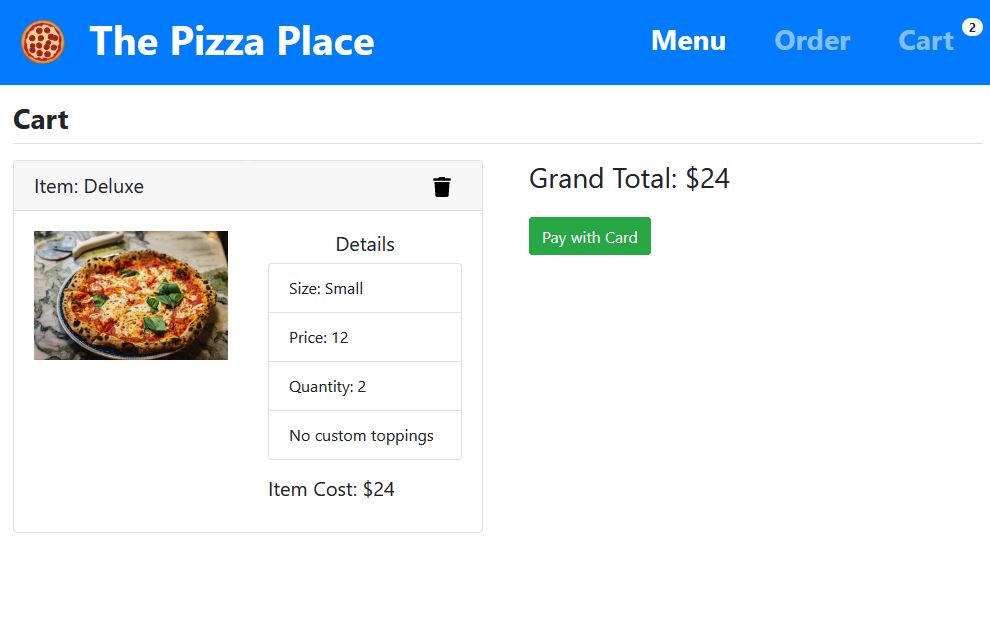 The Pizza Place
Menu Order Cart 2
Cart
Item: Deluxe
Details
Size: Small
Price: 12
Quantity: 2
No custom toppings
Item Cost: $24
Grand Total: $24
Pay with Card